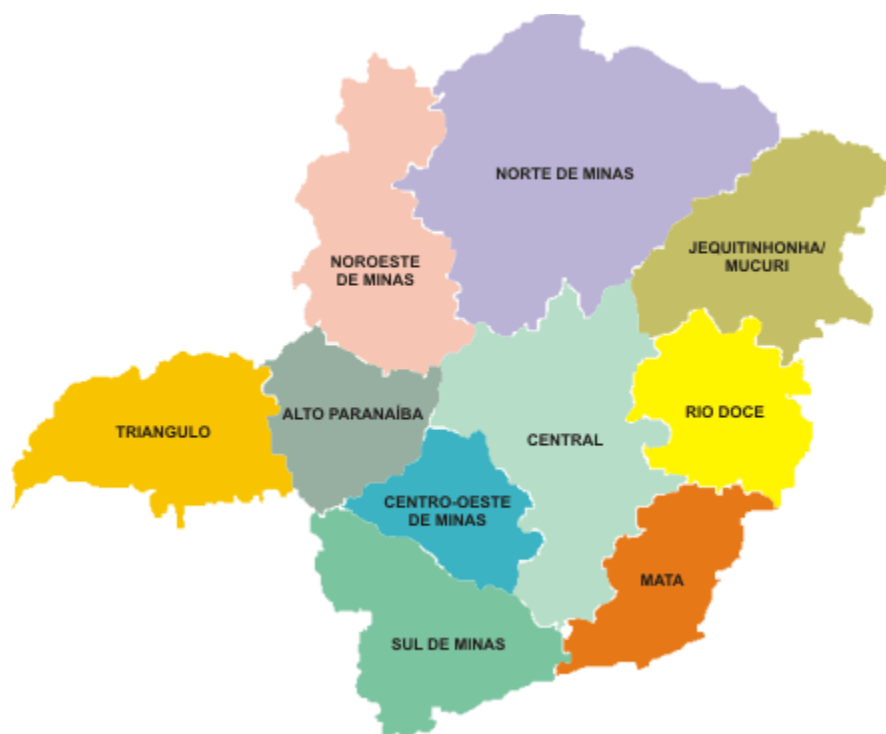 NORTE DE MINAS
JEQUITINHONHA/
MUCURI
NOROESTE
DE MINAS
ALTO PARANAÍBA
RIO DOCE
TRIANGULO
CENTRAL
CENTRO-OESTE
DE MINAS
MATA
SUL DE MINAS